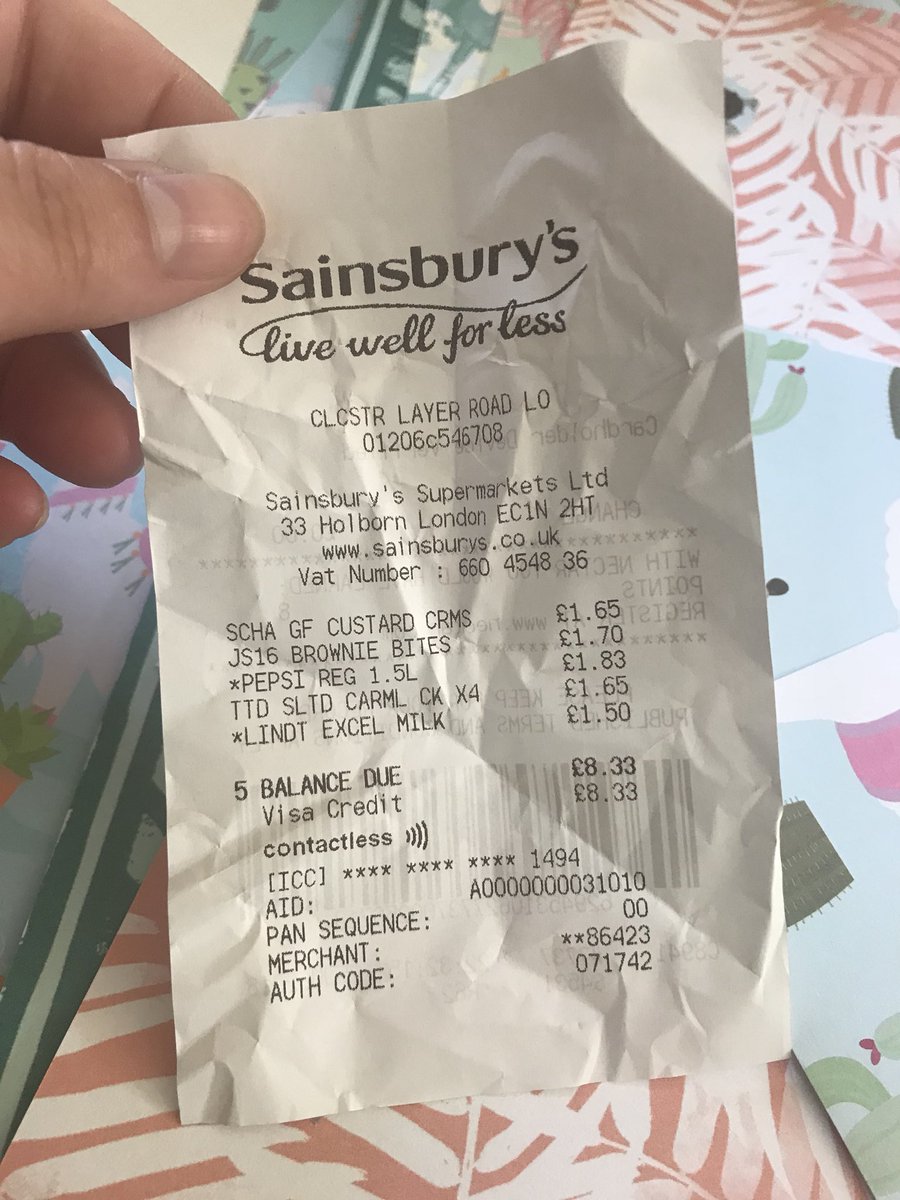 Sainsbury's
live well for less
CLCSTR LAYER ROAD LO
01206c546708
Sainsbury's Supermarkets Ltd
33 Holborn London EC1N 2HT
www.sainsburys.co.uk
Vat Number : 660 4548 36
SCHA GF CUSTARD CRMS £1.65
JS16 BROWNIE BITES £1.70
*PEPSI REG 1.5L £1.83
TTD SLTD CARML CK X4 £1.65
*LINDT EXCEL MILK £1.50
5 BALANCE DUE £8.33
Visa Credit £8.33
contactless
[ICC] **** **** **** 1494
AID: A0000000031010
PAN SEQUENCE: 00
MERCHANT: **86423
AUTH CODE: 071742